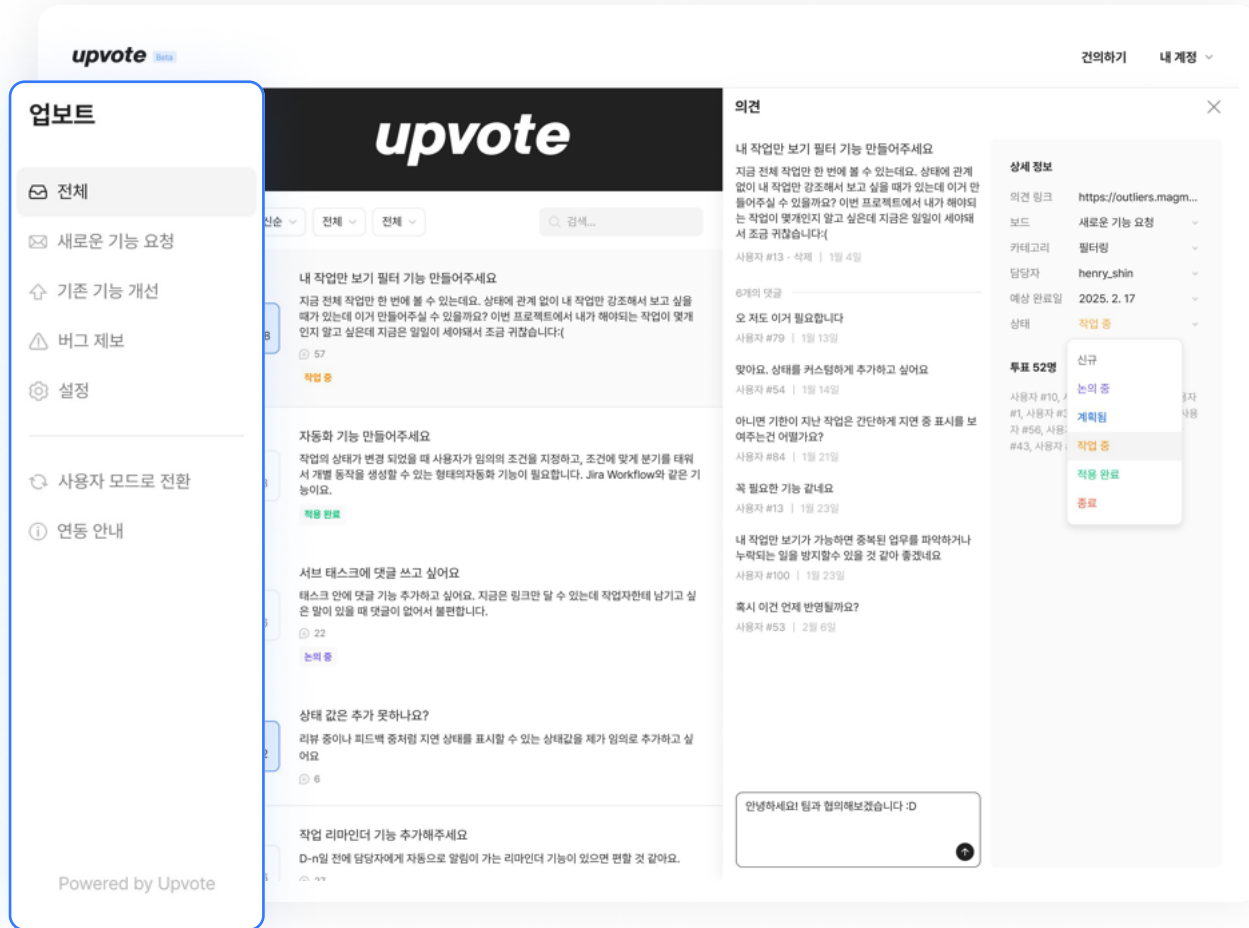 upvote Beta
건의하기
내 계정
업보트
전체
새로운 기능 요청
기존 기능 개선
버그 제보
설정
사용자 모드로 전환
연동 안내
Powered by Upvote
upvote
신순
전체
전체
검색...
내 작업만 보기 필터 기능 만들어주세요
지금 전체 작업만 한 번에 볼 수 있는데요. 상태에 관계 없이 내 작업만 강조해서 보고 싶을
때가 있는데 이거 만들어주실 수 있을까요? 이번 프로젝트에서 내가 해야되는 작업이 몇개
인지 알고 싶은데 지금은 일일이 세야돼서 조금 귀찮습니다:(
57
작업 중
자동화 기능 만들어주세요
작업의 상태가 변경 되었을 때 사용자가 임의의 조건을 지정하고, 조건에 맞게 분기를 태워
서 개별 동작을 생성할 수 있는 형태의자동화 기능이 필요합니다. Jira Workflow와 같은 기
능이요.
적용 완료
서브 태스크에 댓글 쓰고 싶어요
태스크 안에 댓글 기능 추가하고 싶어요. 지금은 링크만 달 수 있는데 작업자한테 남기고 싶
은 말이 있을 때 댓글이 없어서 불편합니다.
22
논의 중
상태 값은 추가 못하나요?
리뷰 중이나 피드백 중처럼 지연 상태를 표시할 수 있는 상태값을 제가 임의로 추가하고 싶
어요
6
작업 리마인더 기능 추가해주세요
D-n일 전에 담당자에게 자동으로 알림이 가는 리마인더 기능이 있으면 편할 것 같아요.
의견
내 작업만 보기 필터 기능 만들어주세요
지금 전체 작업만 한 번에 볼 수 있는데요. 상태에 관계
없이 내 작업만 강조해서 보고 싶을 때가 있는데 이거 만
들어주실 수 있을까요? 이번 프로젝트에서 내가 해야되
는 작업이 몇개인지 알고 싶은데 지금은 일일이 세야돼
서 조금 귀찮습니다:(
사용자 #13 · 삭제 | 1월 4일
6개의 댓글
오 저도 이거 필요합니다
사용자 #79 | 1월 13일
맞아요. 상태를 커스텀하게 추가하고 싶어요
사용자 #54 | 1월 14일
아니면 기한이 지난 작업은 간단하게 지연 중 표시를 보
여주는건 어떨가요?
사용자 #84 | 1월 21일
꼭 필요한 기능 같네요
사용자 #13 | 1월 23일
내 작업만 보기가 가능하면 중복된 업무를 파악하거나
누락되는 일을 방지할수 있을 것 같아 좋겠네요
사용자 #100 | 1월 23일
혹시 이건 언제 반영될까요?
사용자 #53 | 2월 6일
안녕하세요! 팀과 협의해보겠습니다 :D
상세 정보
의견 링크 https://outliers.magm...
보드 새로운 기능 요청
카테고리 필터링
담당자 henry_shin
예상 완료일 2025. 2. 17
상태 작업 중
신규
논의 중
계획됨
작업 중
적용 완료
종료
투표 52명
사용자 #10,
#1, 사용자
자 #56, 사용
#43, 사용자